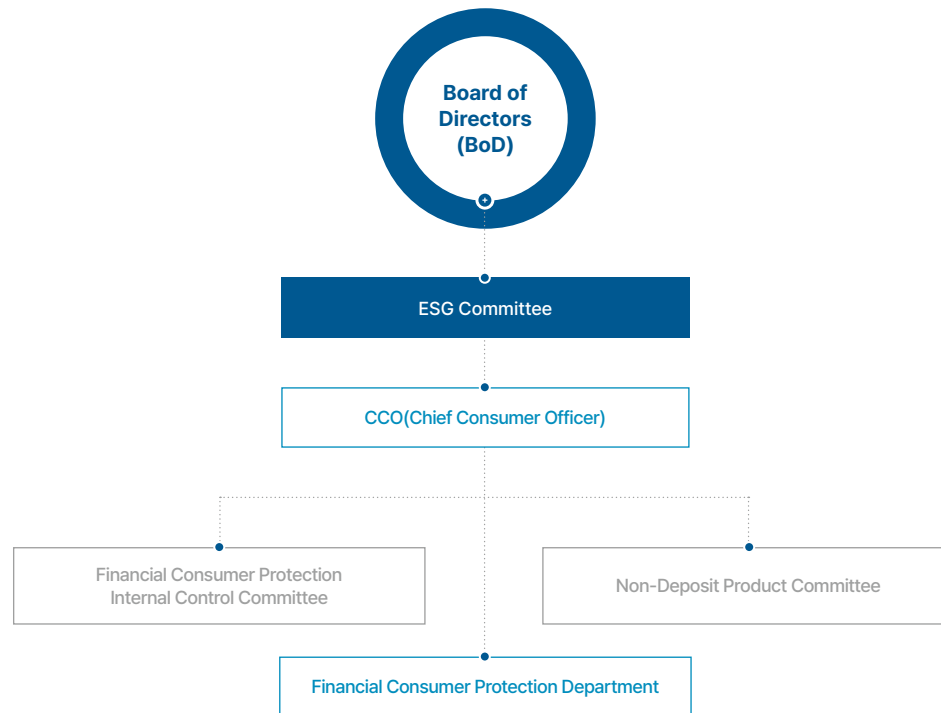 Board of
Directors
(BoD)
ESG Committee
CCO(Chief Consumer Officer)
Financial Consumer Protection
Internal Control Committee
Non-Deposit Product Committee
Financial Consumer Protection Department